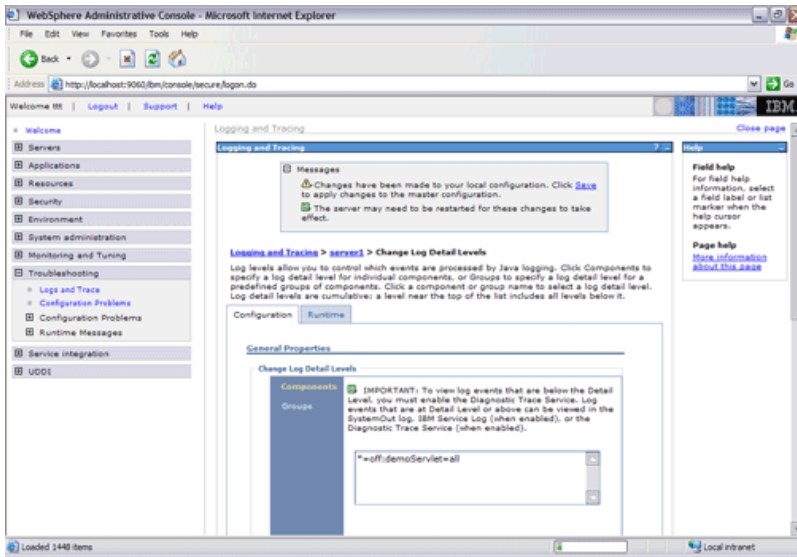 WebSphere Administrative Console - Microsoft Internet Explorer
File Edit View Favorites Tools Help
Back
Address http://localhost:9060/ibm/console/secure/logon.do Go
Welcome ttt | Logout | Support | Help IBM.
Welcome
Servers
Applications
Resources
Security
Environment
System administration
Monitoring and Tuning
Troubleshooting
Logs and Trace
Configuration Problems
Configuration Problems
Runtime Messages
Service integration
UDDI
Logging and Tracing Close page
Logging and Tracing ? -
Messages
Changes have been made to your local configuration. Click Save
to apply changes to the master configuration.
The server may need to be restarted for these changes to take
effect.
Logging and Tracing > server1 > Change Log Detail Levels
Log levels allow you to control which events are processed by Java logging. Click Components to
specify a log detail level for individual components, or Groups to specify a log detail level for a
predefined groups of components. Click a component or group name to select a log detail level.
Log detail levels are cumulative; a level near the top of the list includes all levels below it.
Configuration Runtime
General Properties
Change Log Detail Levels
Components
Groups
IMPORTANT: To view log events that are below the Detail
Level, you must enable the Diagnostic Trace Service. Log
events that are at Detail Level or above can be viewed in the
SystemOut log, IBM Service Log (when enabled), or the
Diagnostic Trace Service (when enabled).
*=off:demoServlet=all
Help -
Field help
For field help
information, select
a field label or list
marker when the
help cursor
appears.
Page help
More information
about this page
Loaded 1448 items
Local intranet